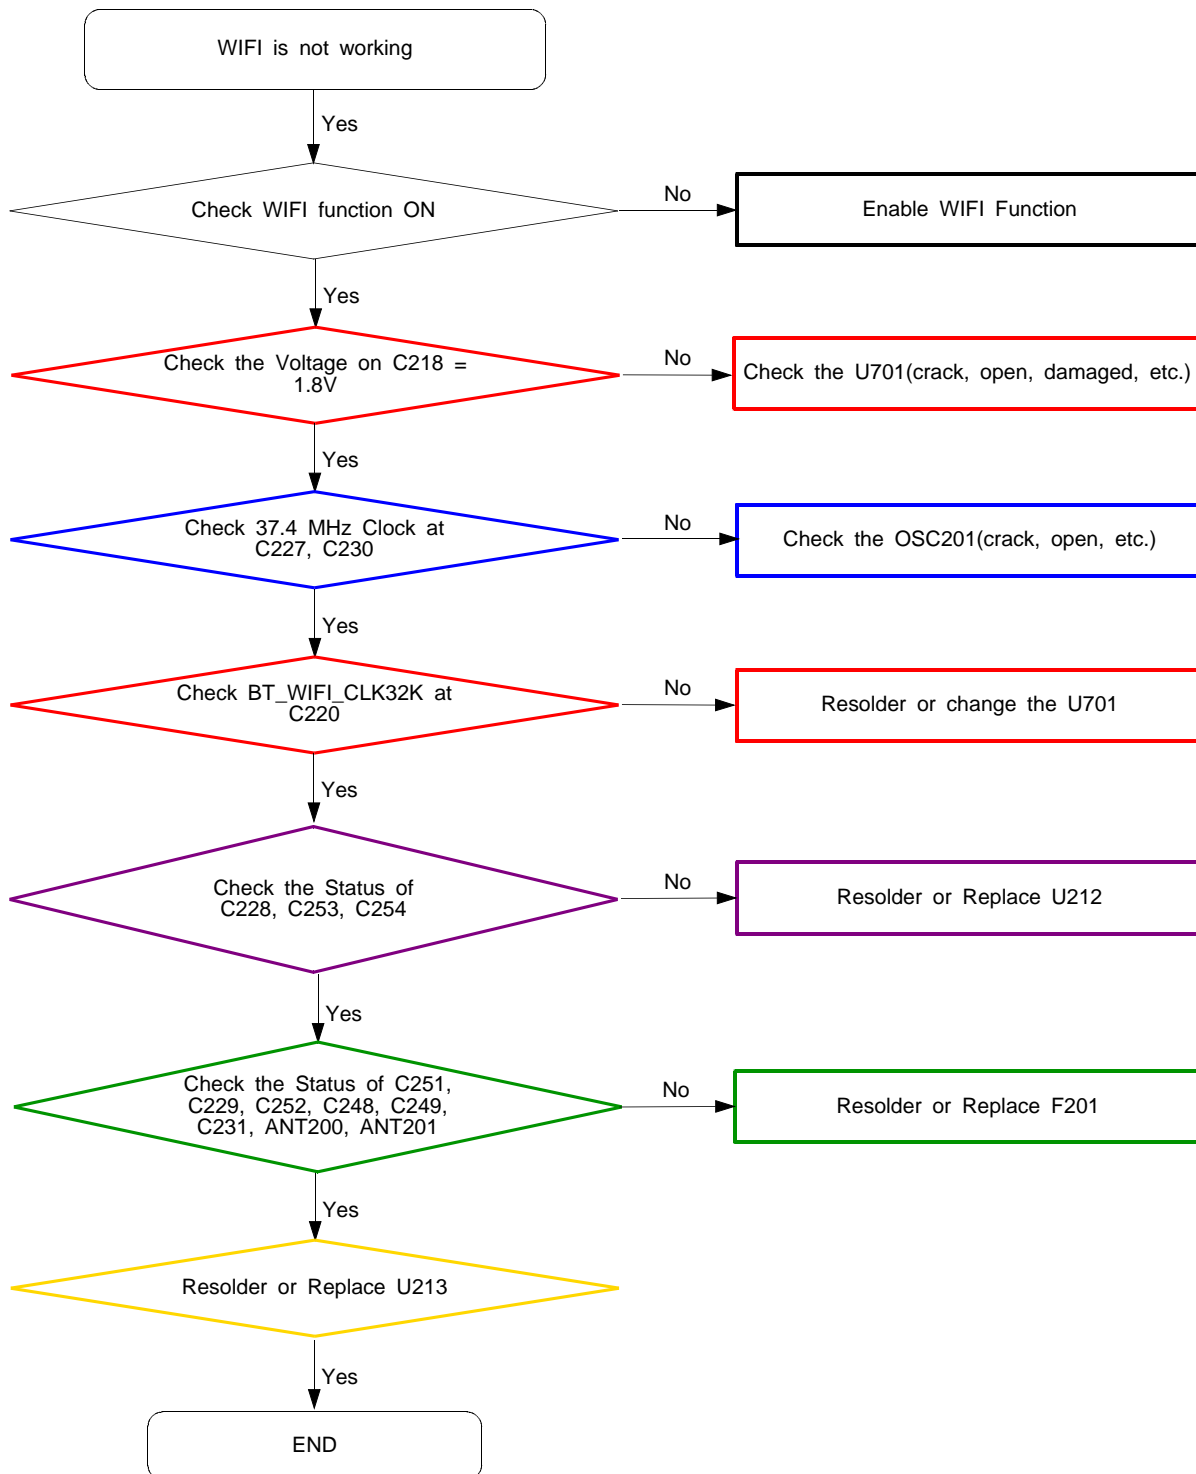 WIFI is not working
Yes
Check WIFI function ON
No
Enable WIFI Function
Yes
Check the Voltage on C218 =
1.8V
No
Check the U701(crack, open, damaged, etc.)
Yes
Check 37.4 MHz Clock at
C227, C230
No
Check the OSC201(crack, open, etc.)
Yes
Check BT_WIFI_CLK32K at
C220
No
Resolder or change the U701
Yes
Check the Status of
C228, C253, C254
No
Resolder or Replace U212
Yes
Check the Status of C251,
C229, C252, C248, C249,
C231, ANT200, ANT201
No
Resolder or Replace F201
Yes
Resolder or Replace U213
Yes
END